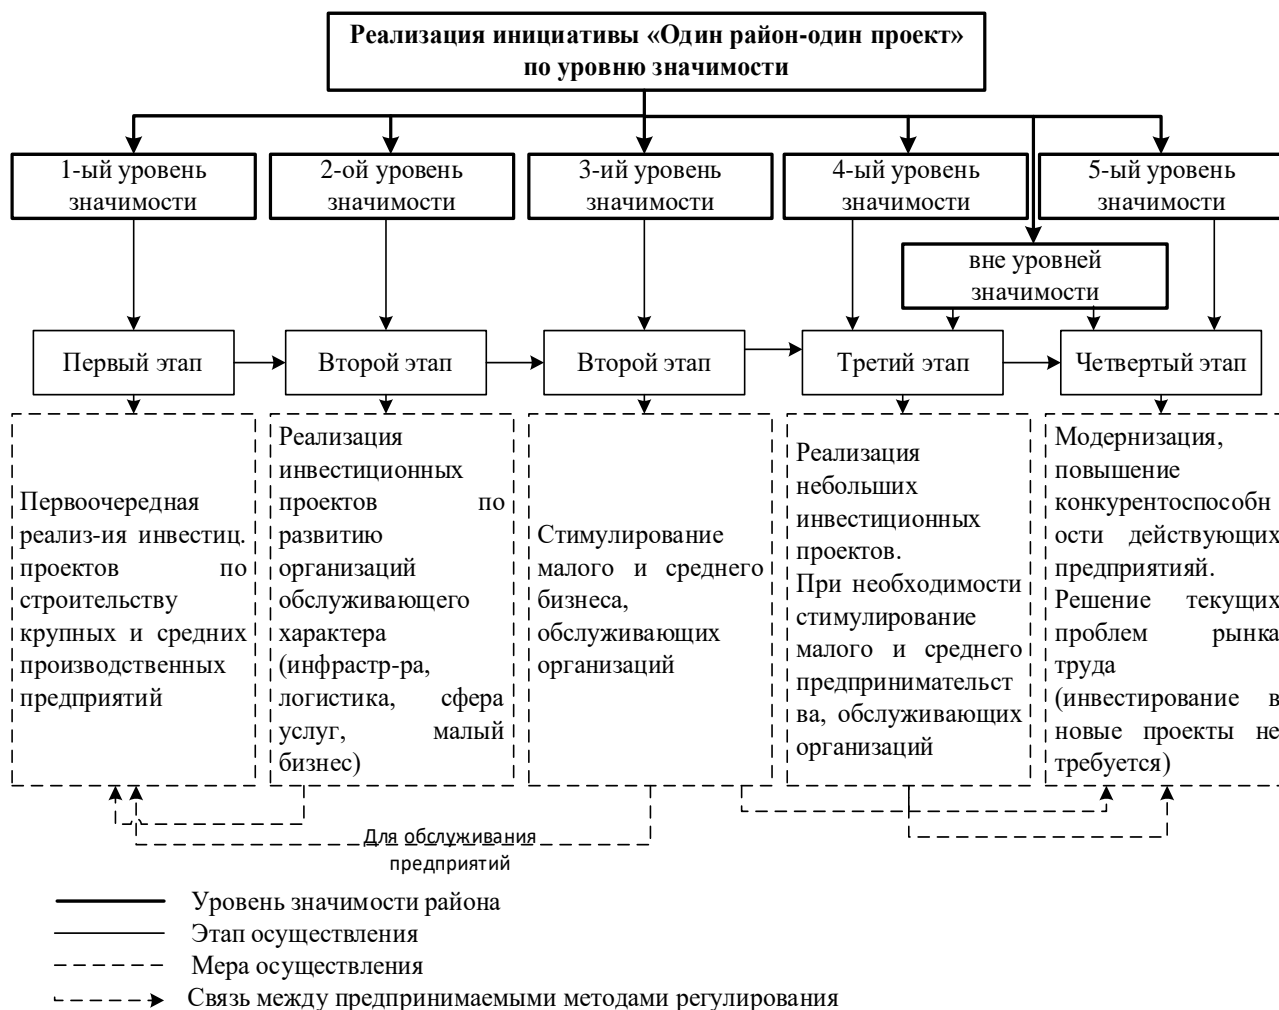 Реализация инициативы «Один район-один проект»
по уровню значимости
1-ый уровень
значимости
2-ой уровень
значимости
3-ий уровень
значимости
4-ый уровень
значимости
5-ый уровень
значимости
вне уровней
значимости
Первый этап
Второй этап
Второй этап
Третий этап
Четвертый этап
Первоочередная
реализ-ия инвестиц.
проектов по
строительству
крупных и средних
производственных
предприятий
Реализация
инвестиционных
проектов по
развитию
организаций
обслуживающего
характера
(инфрастр-ра,
логистика, сфера
услуг, малый
бизнес)
Стимулирование
малого и среднего
бизнеса,
обслуживающих
организаций
Реализация
небольших
инвестиционных
проектов.
При необходимости
стимулирование
малого и среднего
предпринимательст
ва, обслуживающих
организаций
Модернизация,
повышение
конкурентоспособн
ости действующих
предприятияй.
Решение текущих
проблем рынка
труда
(инвестирование в
новые проекты не
требуется)
Для обслуживания
предприятий
Уровень значимости района
Этап осуществления
Мера осуществления
Связь между предпринимаемыми методами регулирования